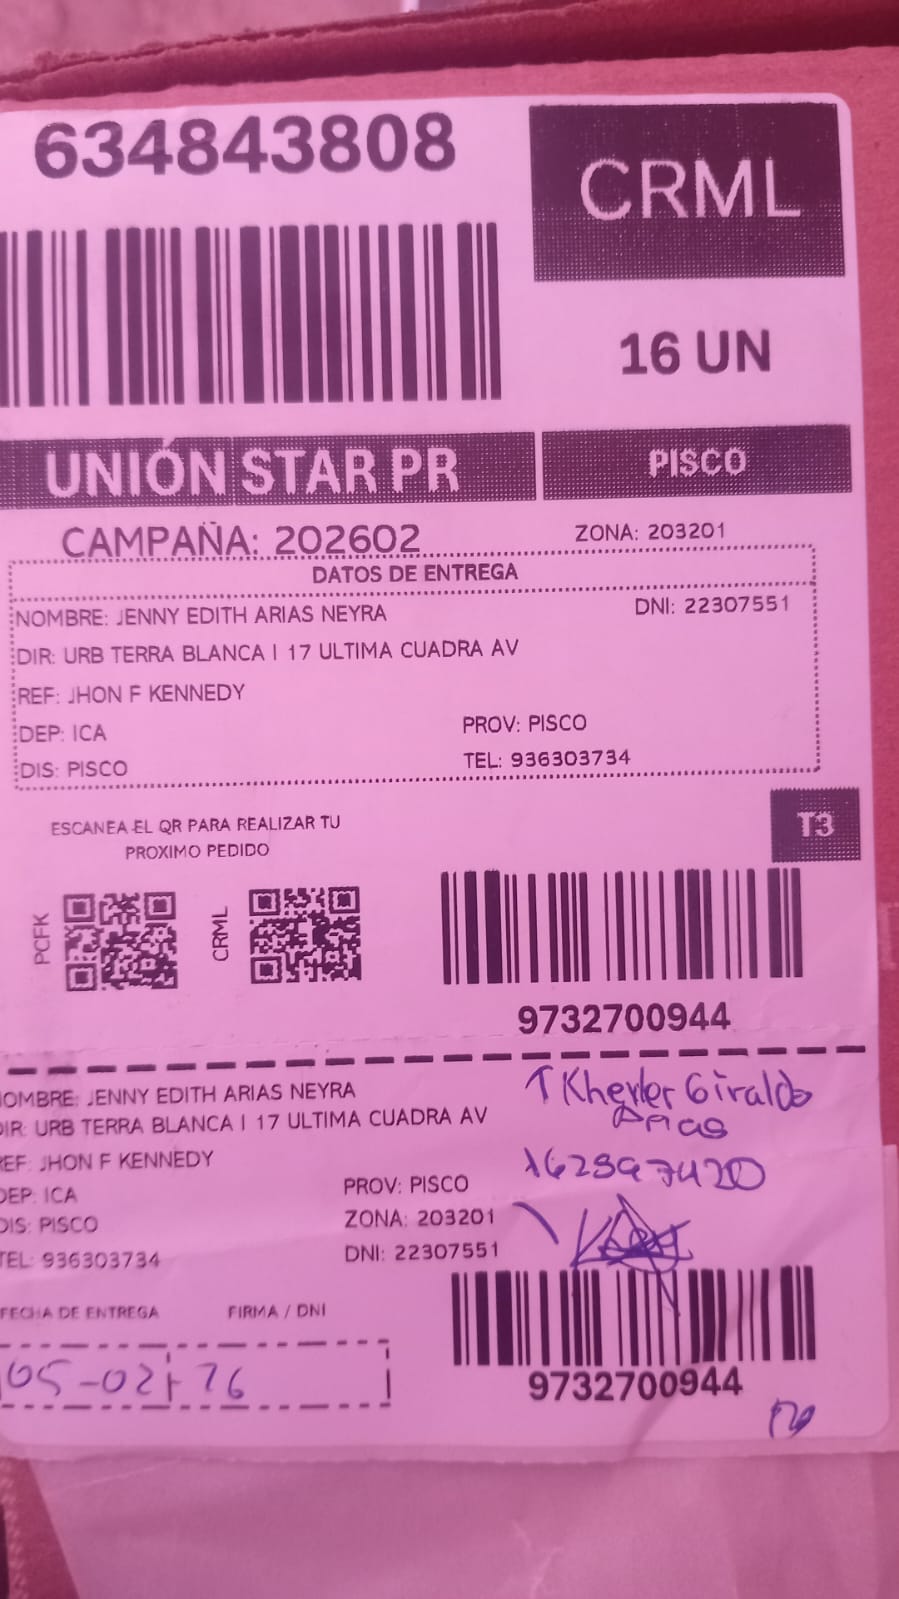 634843808
CRML
16 UN
UNIÓN STAR PR
PISCO
CAMPAÑA: 202602
ZONA: 203201
DATOS DE ENTREGA
NOMBRE: JENNY EDITH ARIAS NEYRA
DNI: 22307551
DIR: URB TERRA BLANCA I 17 ULTIMA CUADRA AV
REF: JHON F KENNEDY
DEP: ICA
PROV: PISCO
DIS: PISCO
TEL: 936303734
T3
ESCANEA EL QR PARA REALIZAR TU
PROXIMO PEDIDO
PCFK
CRML
9732700944
OMBRE: JENNY EDITH ARIAS NEYRA
DIR: URB TERRA BLANCA I 17 ULTIMA CUADRA AV
REF: JHON F KENNEDY
DEP: ICA
PROV: PISCO
DIS: PISCO
ZONA: 203201
TEL: 936303734
DNI: 22307551
Giraldo
Arias
FECHA DE ENTREGA
FIRMA / DNI
05-02-26
9732700944